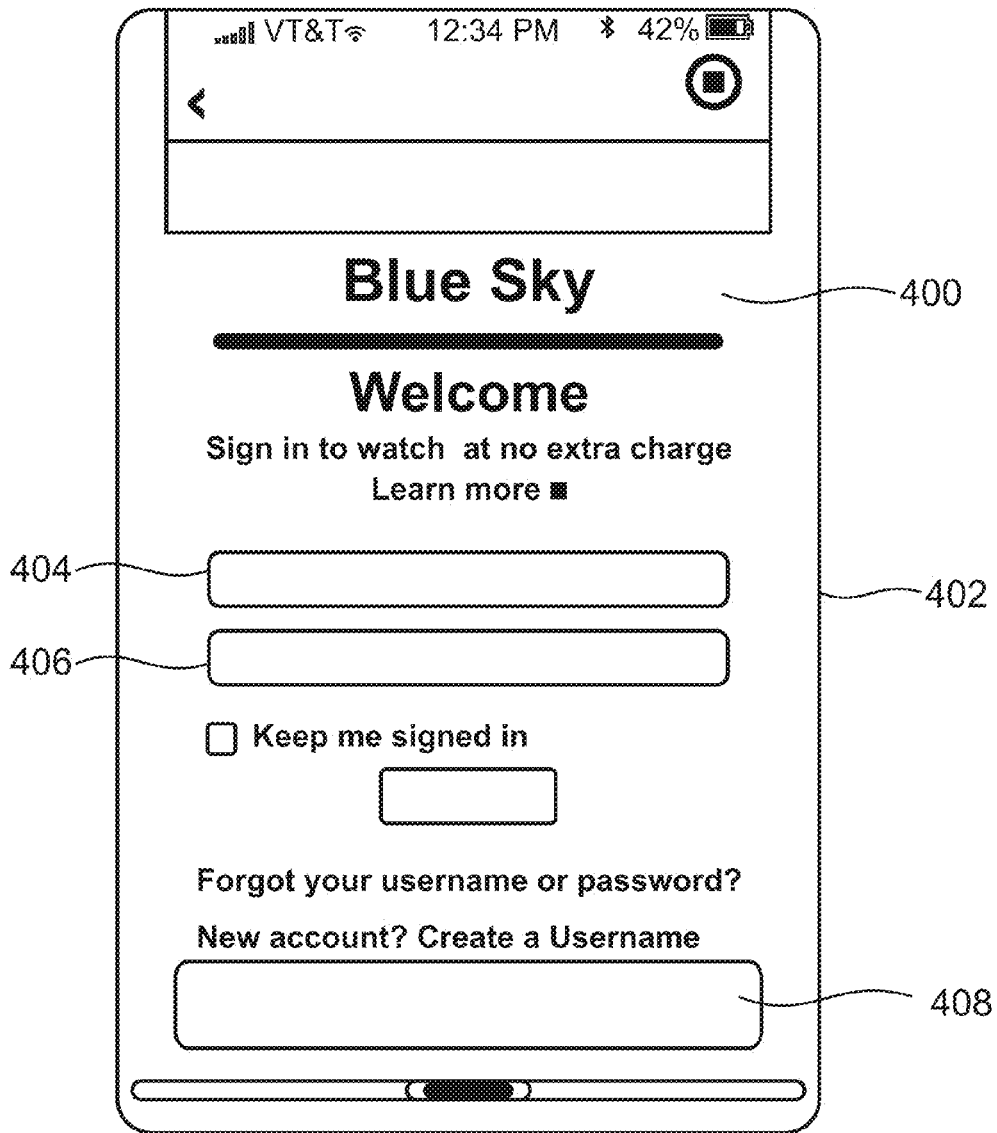 VT&T 12:34 PM 42%
<
Blue Sky
400
Welcome
Sign in to watch at no extra charge
Learn more
404
402
406
Keep me signed in
Forgot your username or password?
New account? Create a Username
408